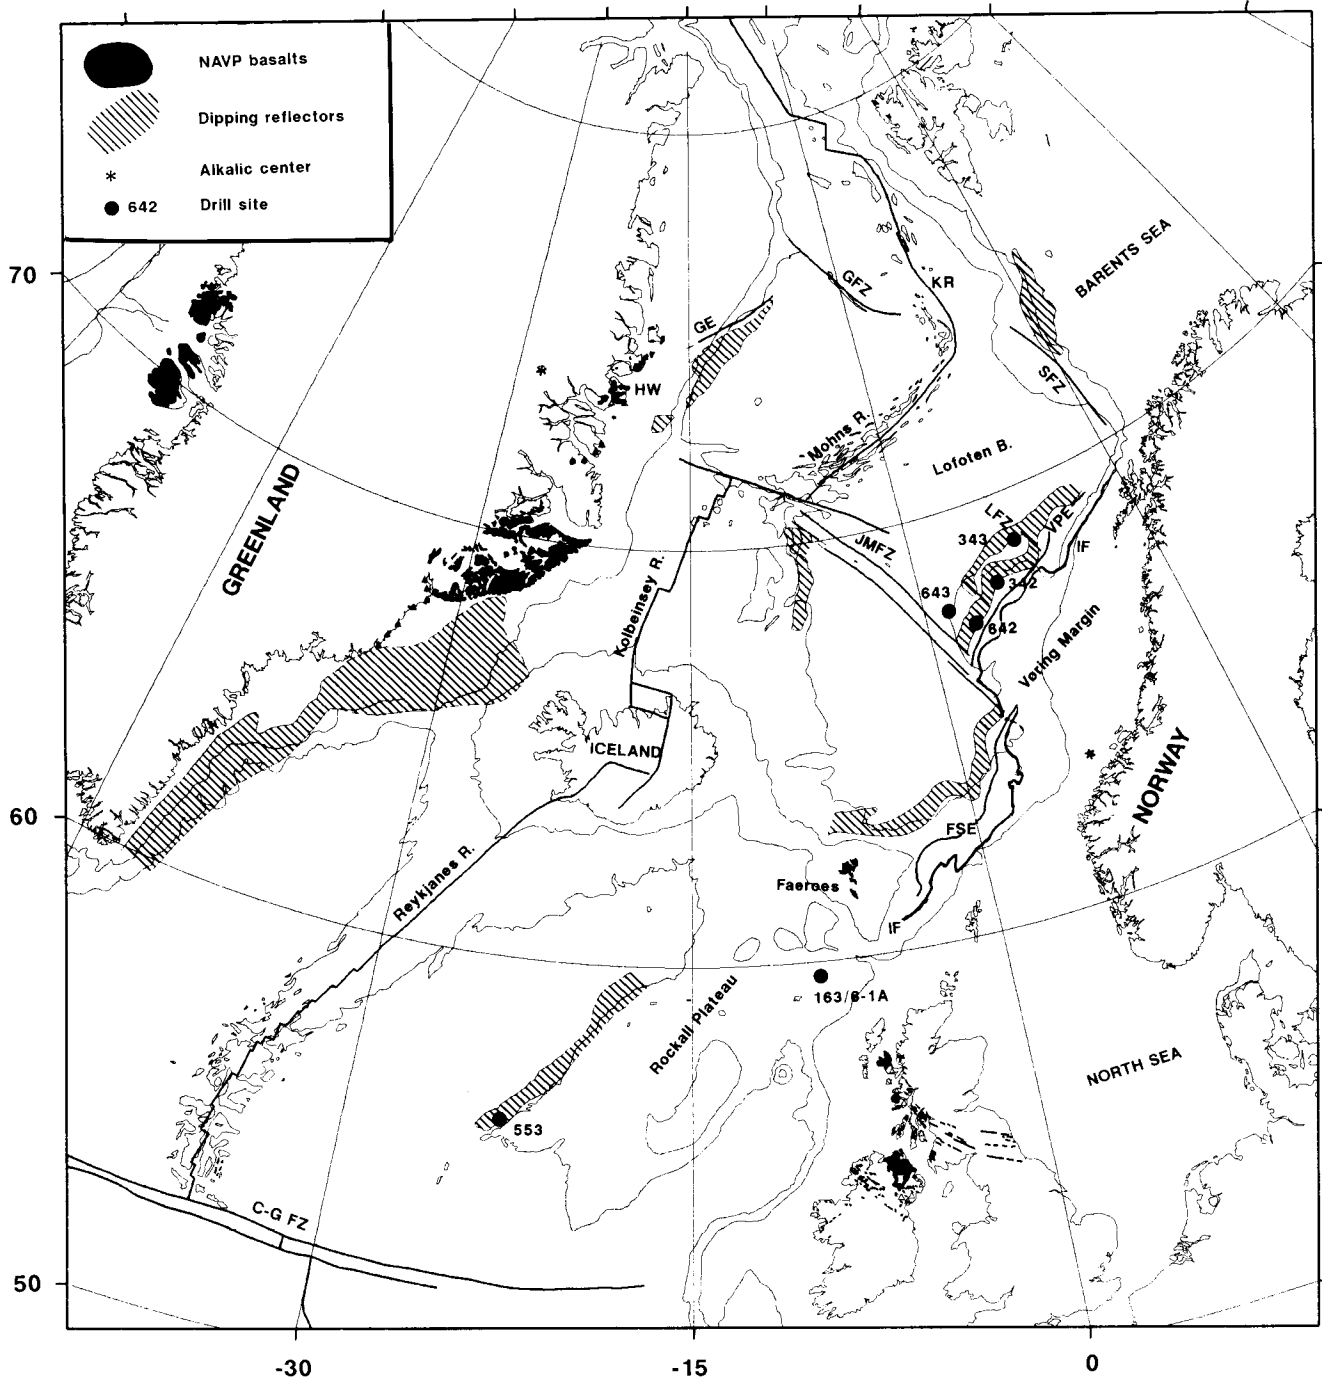 NAVP basalts
Dipping reflectors
* Alkalic center
642 Drill site
70
60
50
-30
-15
0
BARENTS SEA
GFZ
KR
GE
SFZ
HW
Mohns R.
Lofoten B.
GREENLAND
LFZ
VPE
343
IF
JMFZ
342
643
642
Kolbeinsey R.
Vøring Margin
ICELAND
NORWAY
FSE
Reykjanes R.
Faeroes
IF
163/6-1A
Rockall Plateau
NORTH SEA
553
C-G FZ